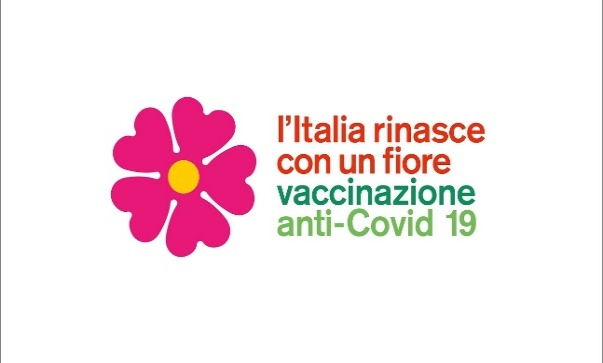 l'Italia rinasce
con un fiore
vaccinazione
anti-Covid 19